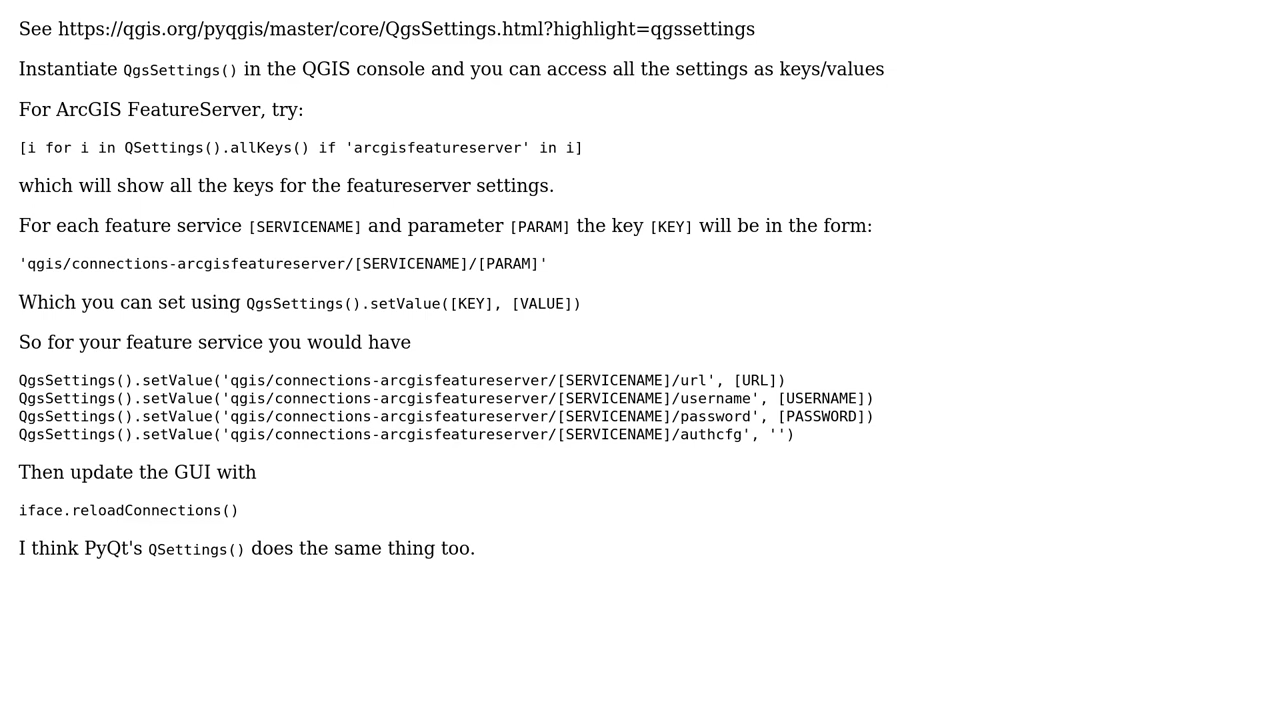 See https://qgis.org/pyqgis/master/core/QgsSettings.html?highlight=qgssettings
Instantiate QgsSettings() in the QGIS console and you can access all the settings as keys/values
For ArcGIS FeatureServer, try:
[i for i in QSettings().allKeys() if 'arcgisfeatureserver' in i]
which will show all the keys for the featureserver settings.
For each feature service [SERVICENAME] and parameter [PARAM] the key [KEY] will be in the form:
'qgis/connections-arcgisfeatureserver/[SERVICENAME]/[PARAM]'
Which you can set using QgsSettings().setValue([KEY], [VALUE])
So for your feature service you would have
QgsSettings().setValue('qgis/connections-arcgisfeatureserver/[SERVICENAME]/url', [URL])
QgsSettings().setValue('qgis/connections-arcgisfeatureserver/[SERVICENAME]/username', [USERNAME])
QgsSettings().setValue('qgis/connections-arcgisfeatureserver/[SERVICENAME]/password', [PASSWORD])
QgsSettings().setValue('qgis/connections-arcgisfeatureserver/[SERVICENAME]/authcfg', '')
Then update the GUI with
iface.reloadConnections()
I think PyQt's QSettings() does the same thing too.